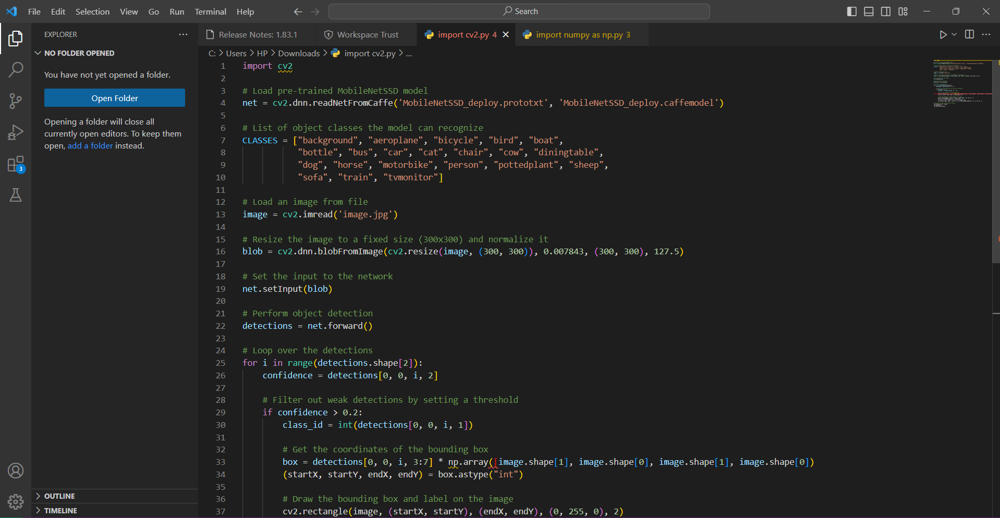 File Edit Selection View Go Run Terminal Help Search
EXPLORER ...
Release Notes: 1.83.1 Workspace Trust import cv2.py 4 import numpy as np.py 3
NO FOLDER OPENED
You have not yet opened a folder.
Open Folder
Opening a folder will close all
currently open editors. To keep them
open, add a folder instead.
3
OUTLINE
TIMELINE
C: > Users > HP > Downloads > import cv2.py > ...
1 import cv2
2
3 # Load pre-trained MobileNetSSD model
4 net = cv2.dnn.readNetFromCaffe('MobileNetSSD_deploy.prototxt', 'MobileNetSSD_deploy.caffemodel')
5
6 # List of object classes the model can recognize
7 CLASSES = ["background", "aeroplane", "bicycle", "bird", "boat",
8 "bottle", "bus", "car", "cat", "chair", "cow", "diningtable",
9 "dog", "horse", "motorbike", "person", "pottedplant", "sheep",
10 "sofa", "train", "tvmonitor"]
11
12 # Load an image from file
13 image = cv2.imread('image.jpg')
14
15 # Resize the image to a fixed size (300x300) and normalize it
16 blob = cv2.dnn.blobFromImage(cv2.resize(image, (300, 300)), 0.007843, (300, 300), 127.5)
17
18 # Set the input to the network
19 net.setInput(blob)
20
21 # Perform object detection
22 detections = net.forward()
23
24 # Loop over the detections
25 for i in range(detections.shape[2]):
26 confidence = detections[0, 0, i, 2]
27
28 # Filter out weak detections by setting a threshold
29 if confidence > 0.2:
30 class_id = int(detections[0, 0, i, 1])
31
32 # Get the coordinates of the bounding box
33 box = detections[0, 0, i, 3:7] * np.array([image.shape[1], image.shape[0], image.shape[1], image.shape[0])
34 (startX, startY, endX, endY) = box.astype("int")
35
36 # Draw the bounding box and label on the image
37 cv2.rectangle(image, (startX, startY), (endX, endY), (0, 255, 0), 2)